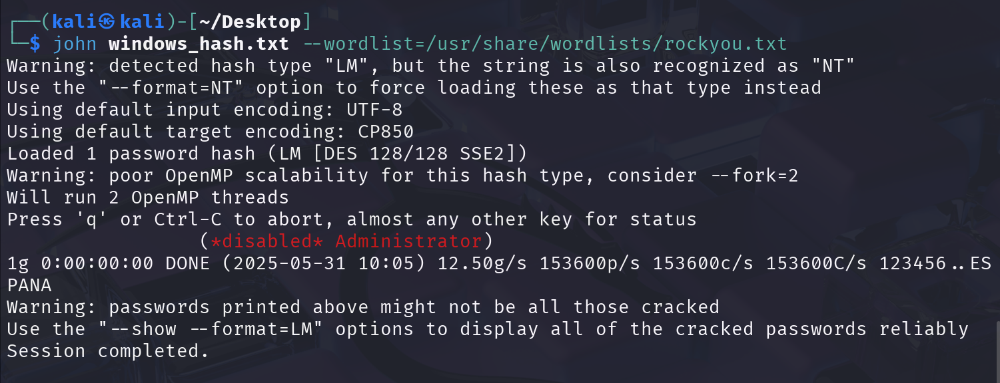 ┌──(kali㉿kali)-[~/Desktop]
└─$ john windows_hash.txt --wordlist=/usr/share/wordlists/rockyou.txt
Warning: detected hash type "LM", but the string is also recognized as "NT"
Use the "--format=NT" option to force loading these as that type instead
Using default input encoding: UTF-8
Using default target encoding: CP850
Loaded 1 password hash (LM [DES 128/128 SSE2])
Warning: poor OpenMP scalability for this hash type, consider --fork=2
Will run 2 OpenMP threads
Press 'q' or Ctrl-C to abort, almost any other key for status
                 (*disabled* Administrator)
1g 0:00:00:00 DONE (2025-05-31 10:05) 12.50g/s 153600p/s 153600c/s 153600C/s 123456..ES
PANA
Warning: passwords printed above might not be all those cracked
Use the "--show --format=LM" options to display all of the cracked passwords reliably
Session completed.